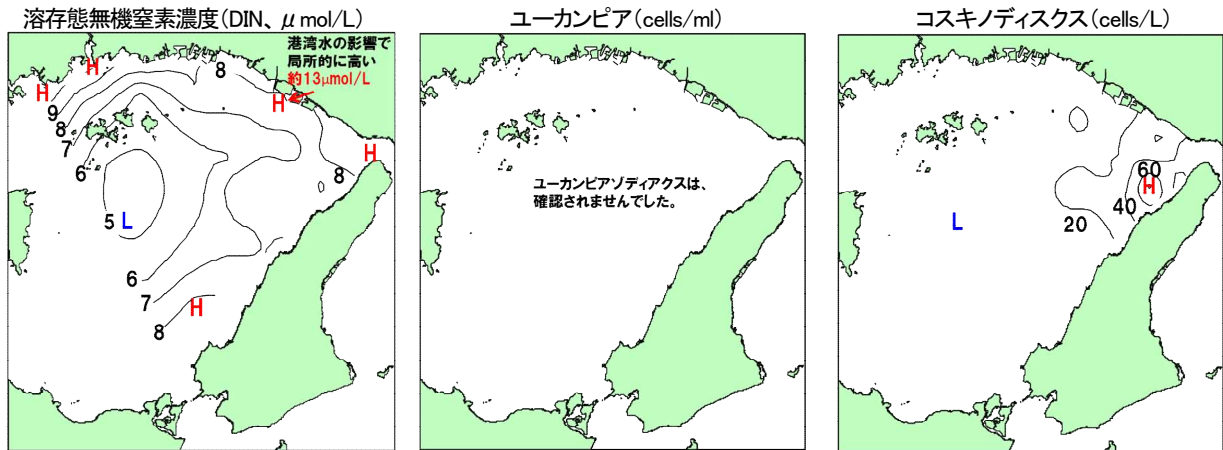 溶存態無機窒素濃度(DIN、μmol/L)
港湾水の影響で
局所的に高い
約13μmol/L
H
H
8
H
9
8
7
H
6
8
5
L
6
7
H
8
ユーカンピア(cells/ml)
ユーカンピアゾディアクスは、
確認されませんでした。
コスキノディスクス(cells/L)
60
H
40
L
20